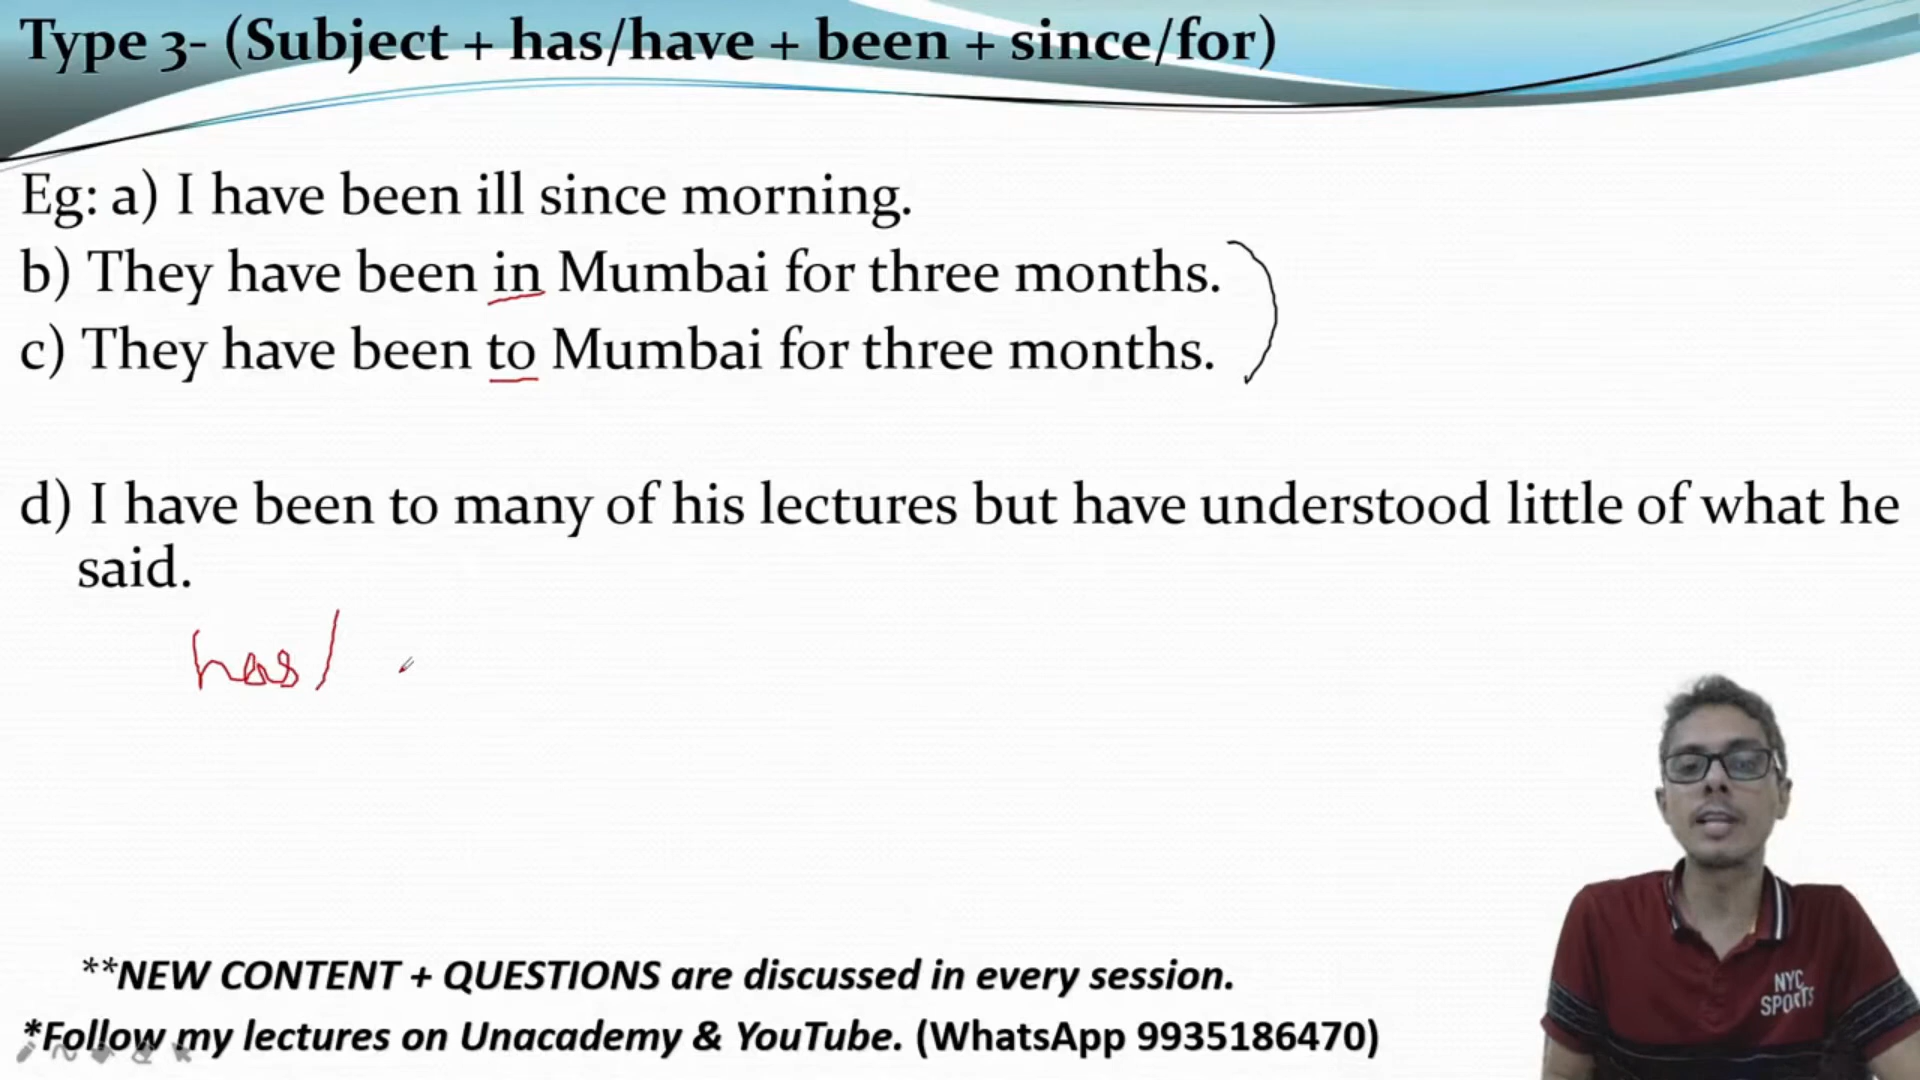 Type 3- (Subject + has/have + been + since/for)
Eg: a) I have been ill since morning.
b) They have been in Mumbai for three months.
c) They have been to Mumbai for three months.
d) I have been to many of his lectures but have understood little of what he
said.
has/
NYC
SPORTS
**NEW CONTENT + QUESTIONS are discussed in every session.
*Follow my lectures on Unacademy & YouTube. (WhatsApp 9935186470)